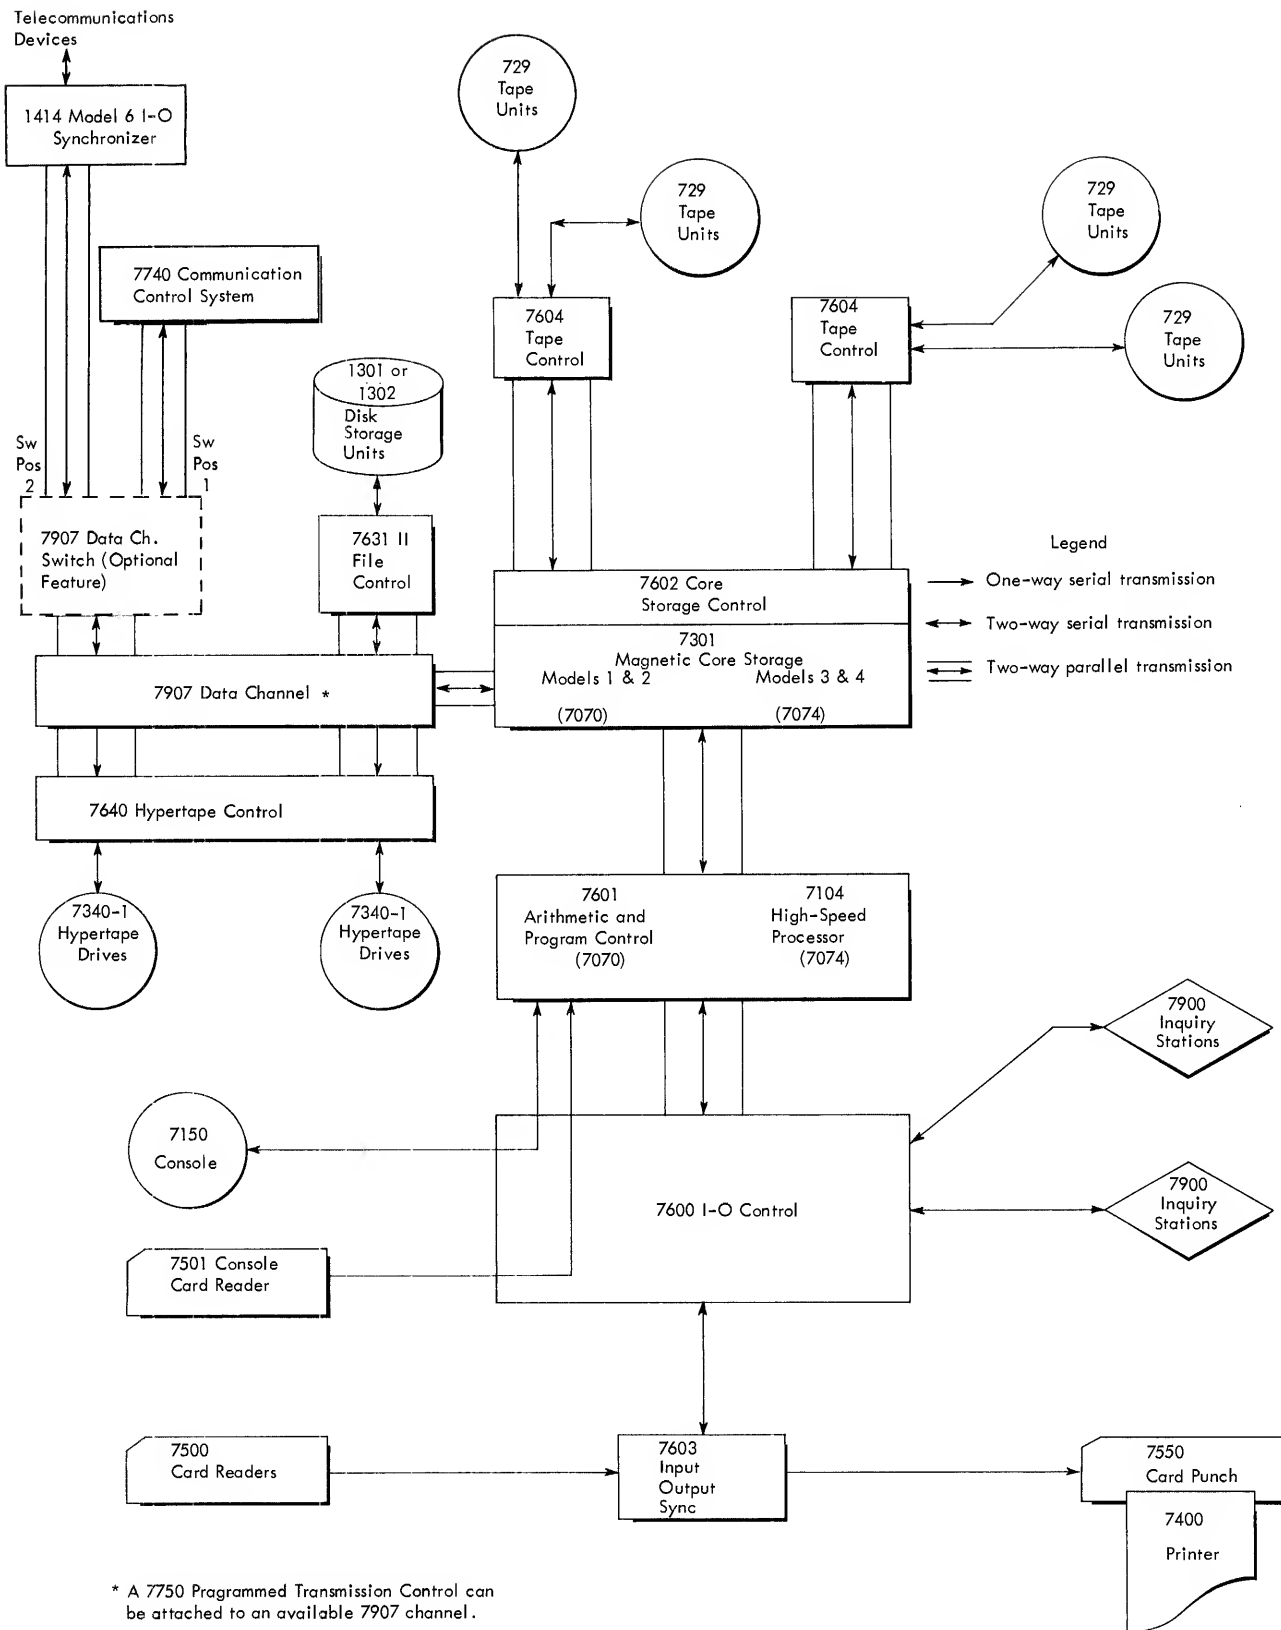 Telecommunications
Devices
1414 Model 6 I-O
Synchronizer
729
Tape
Units
729
Tape
Units
729
Tape
Units
729
Tape
Units
7740 Communication
Control System
7604
Tape
Control
7604
Tape
Control
1301 or
1302
Disk
Storage
Units
Sw
Pos
2
Sw
Pos
1
7907 Data Ch.
Switch (Optional
Feature)
7631 II
File
Control
7602 Core
Storage Control
7301
Magnetic Core Storage
Models 1 & 2
Models 3 & 4
(7070)
(7074)
Legend
One-way serial transmission
Two-way serial transmission
Two-way parallel transmission
7907 Data Channel *
7640 Hypertape Control
7340-1
Hypertape
Drives
7340-1
Hypertape
Drives
7601
Arithmetic and
Program Control
(7070)
7104
High-Speed
Processor
(7074)
7900
Inquiry
Stations
7150
Console
7600 I-O Control
7900
Inquiry
Stations
7501 Console
Card Reader
7500
Card Readers
7603
Input
Output
Sync
7550
Card Punch
7400
Printer
* A 7750 Pragrammed Transmission Control can
be attached to an available 7907 channel.